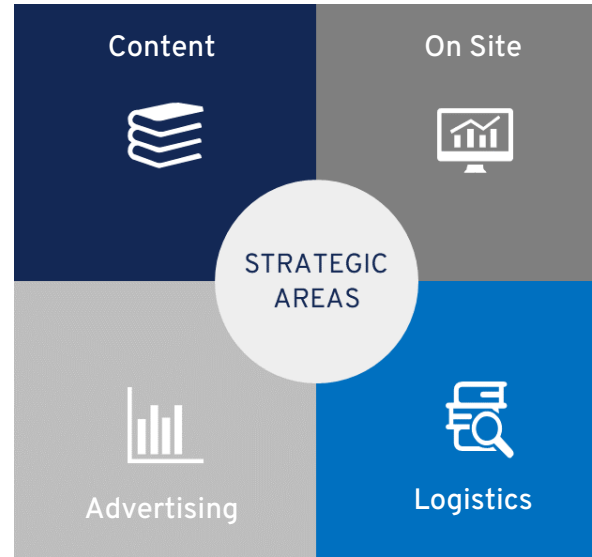 Content
On Site
STRATEGIC
AREAS
Advertising
Logistics